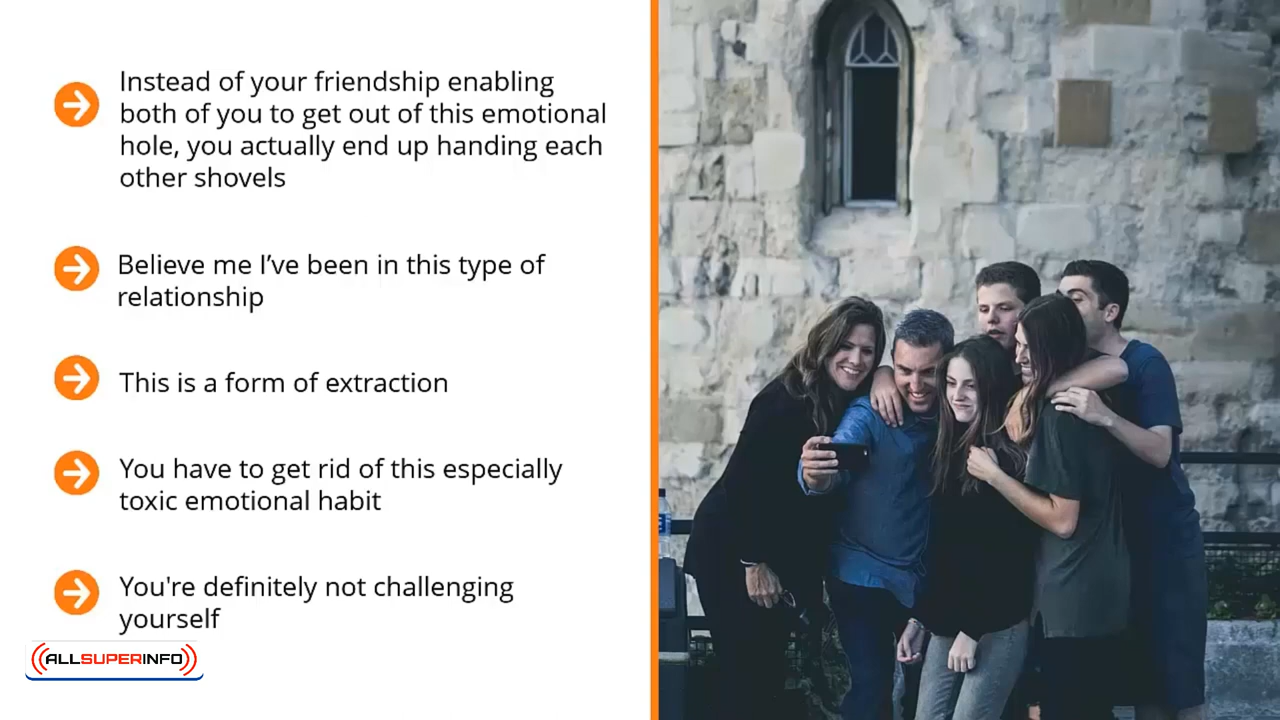 Instead of your friendship enabling
both of you to get out of this emotional
hole, you actually end up handing each
other shovels
Believe me I’ve been in this type of
relationship
This is a form of extraction
You have to get rid of this especially
toxic emotional habit
You're definitely not challenging
yourself
ALLSUPERINFO